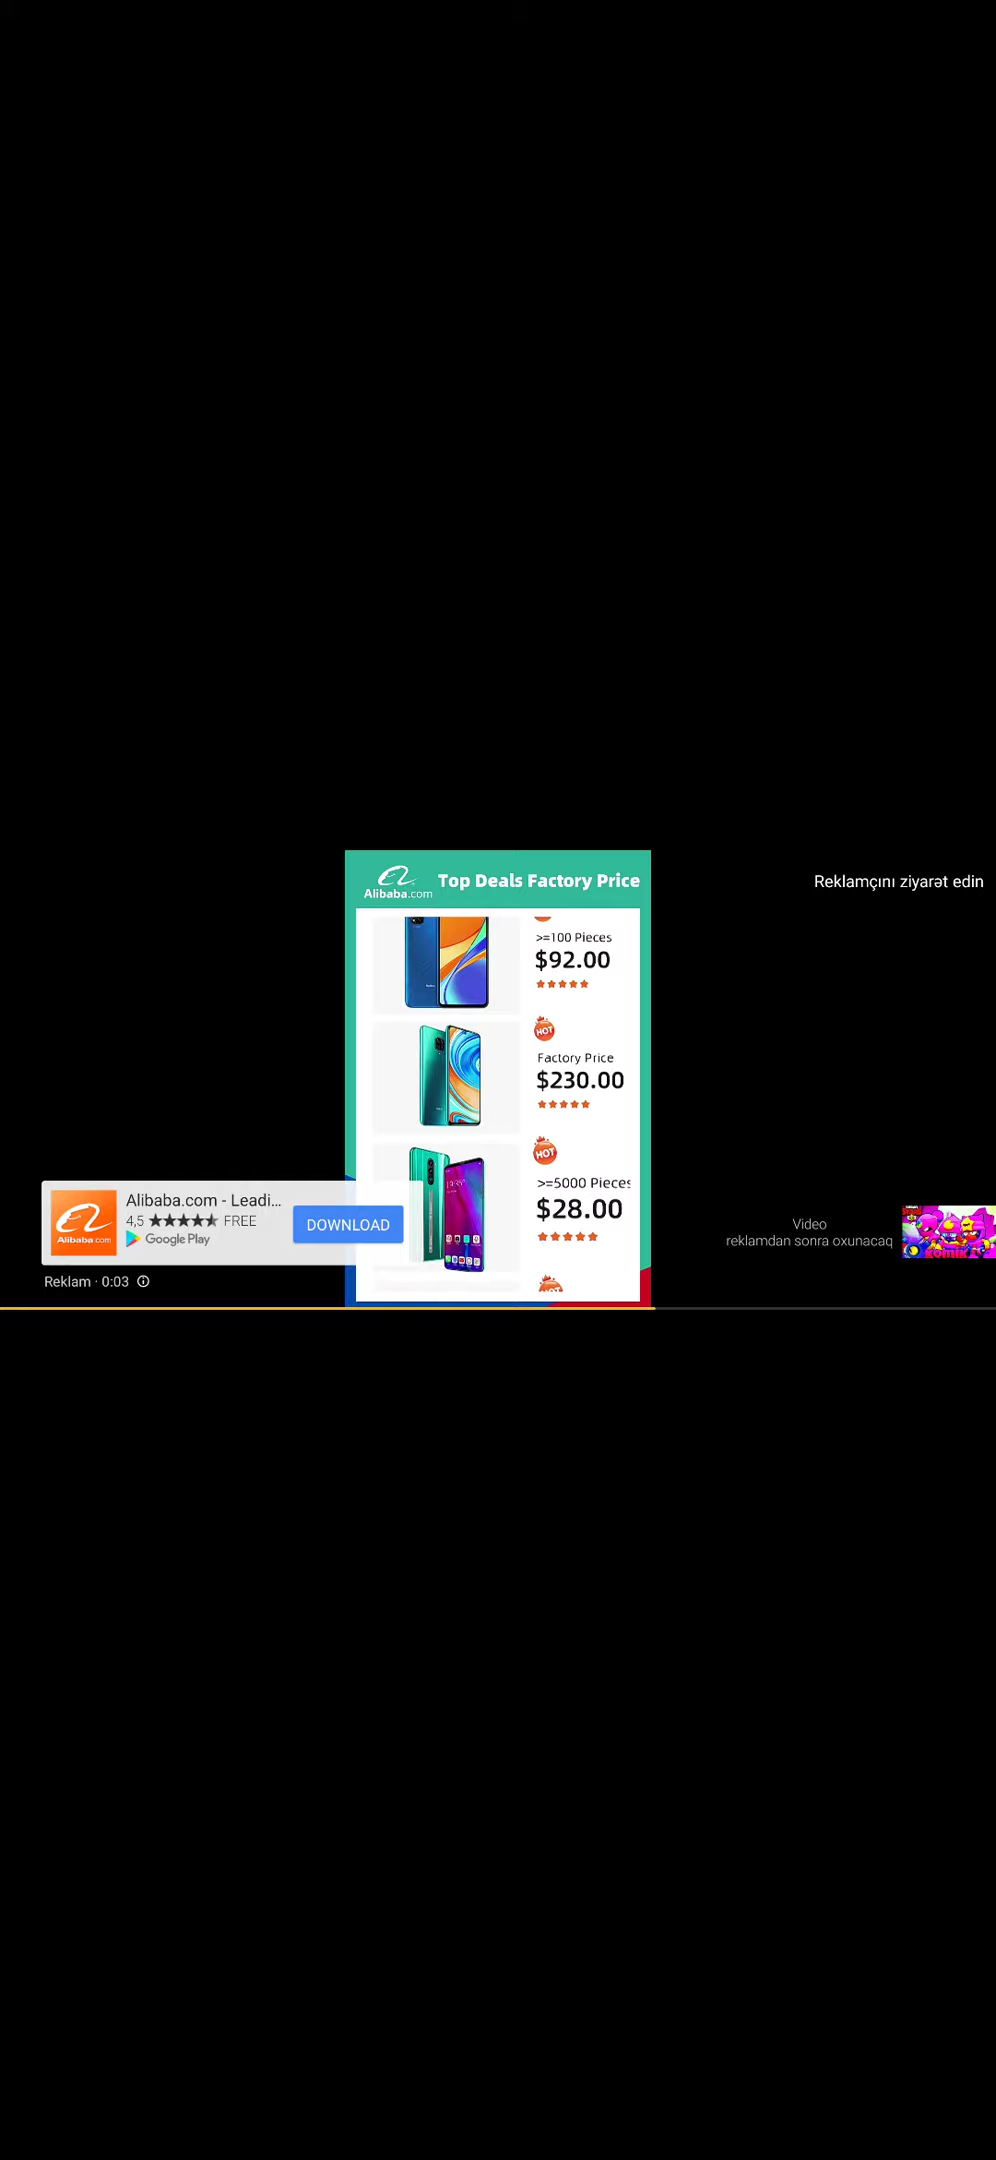 Alibaba.com
Top Deals Factory Price
Reklamçını ziyarət edin
>=100 Pieces
$92.00
HOT
Factory Price
$230.00
HOT
>=5000 Pieces
$28.00
Alibaba.com
Alibaba.com - Leadi...
4,5 FREE
Google Play
DOWNLOAD
Reklam · 0:03
Video
reklamdan sonra oxunacaq